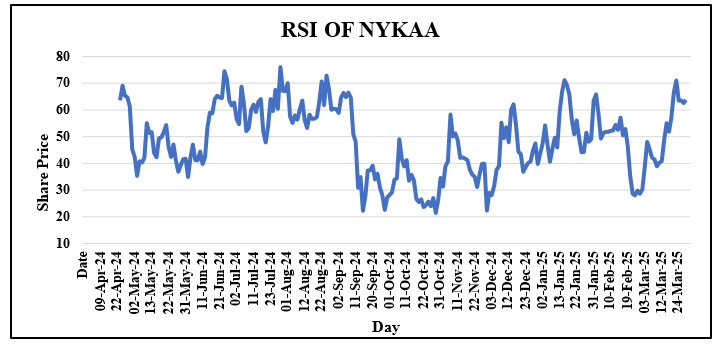 RSI OF NYKAA
80
70
60
50
40
30
20
10
Share Price
Date
09-Apr-24
22-Apr-24
02-May-24
13-May-24
22-May-24
31-May-24
11-Jun-24
21-Jun-24
02-Jul-24
11-Jul-24
23-Jul-24
01-Aug-24
12-Aug-24
22-Aug-24
02-Sep-24
11-Sep-24
20-Sep-24
01-Oct-24
11-Oct-24
22-Oct-24
31-Oct-24
11-Nov-24
22-Nov-24
03-Dec-24
12-Dec-24
23-Dec-24
02-Jan-25
13-Jan-25
22-Jan-25
31-Jan-25
10-Feb-25
19-Feb-25
03-Mar-25
12-Mar-25
24-Mar-25
Day